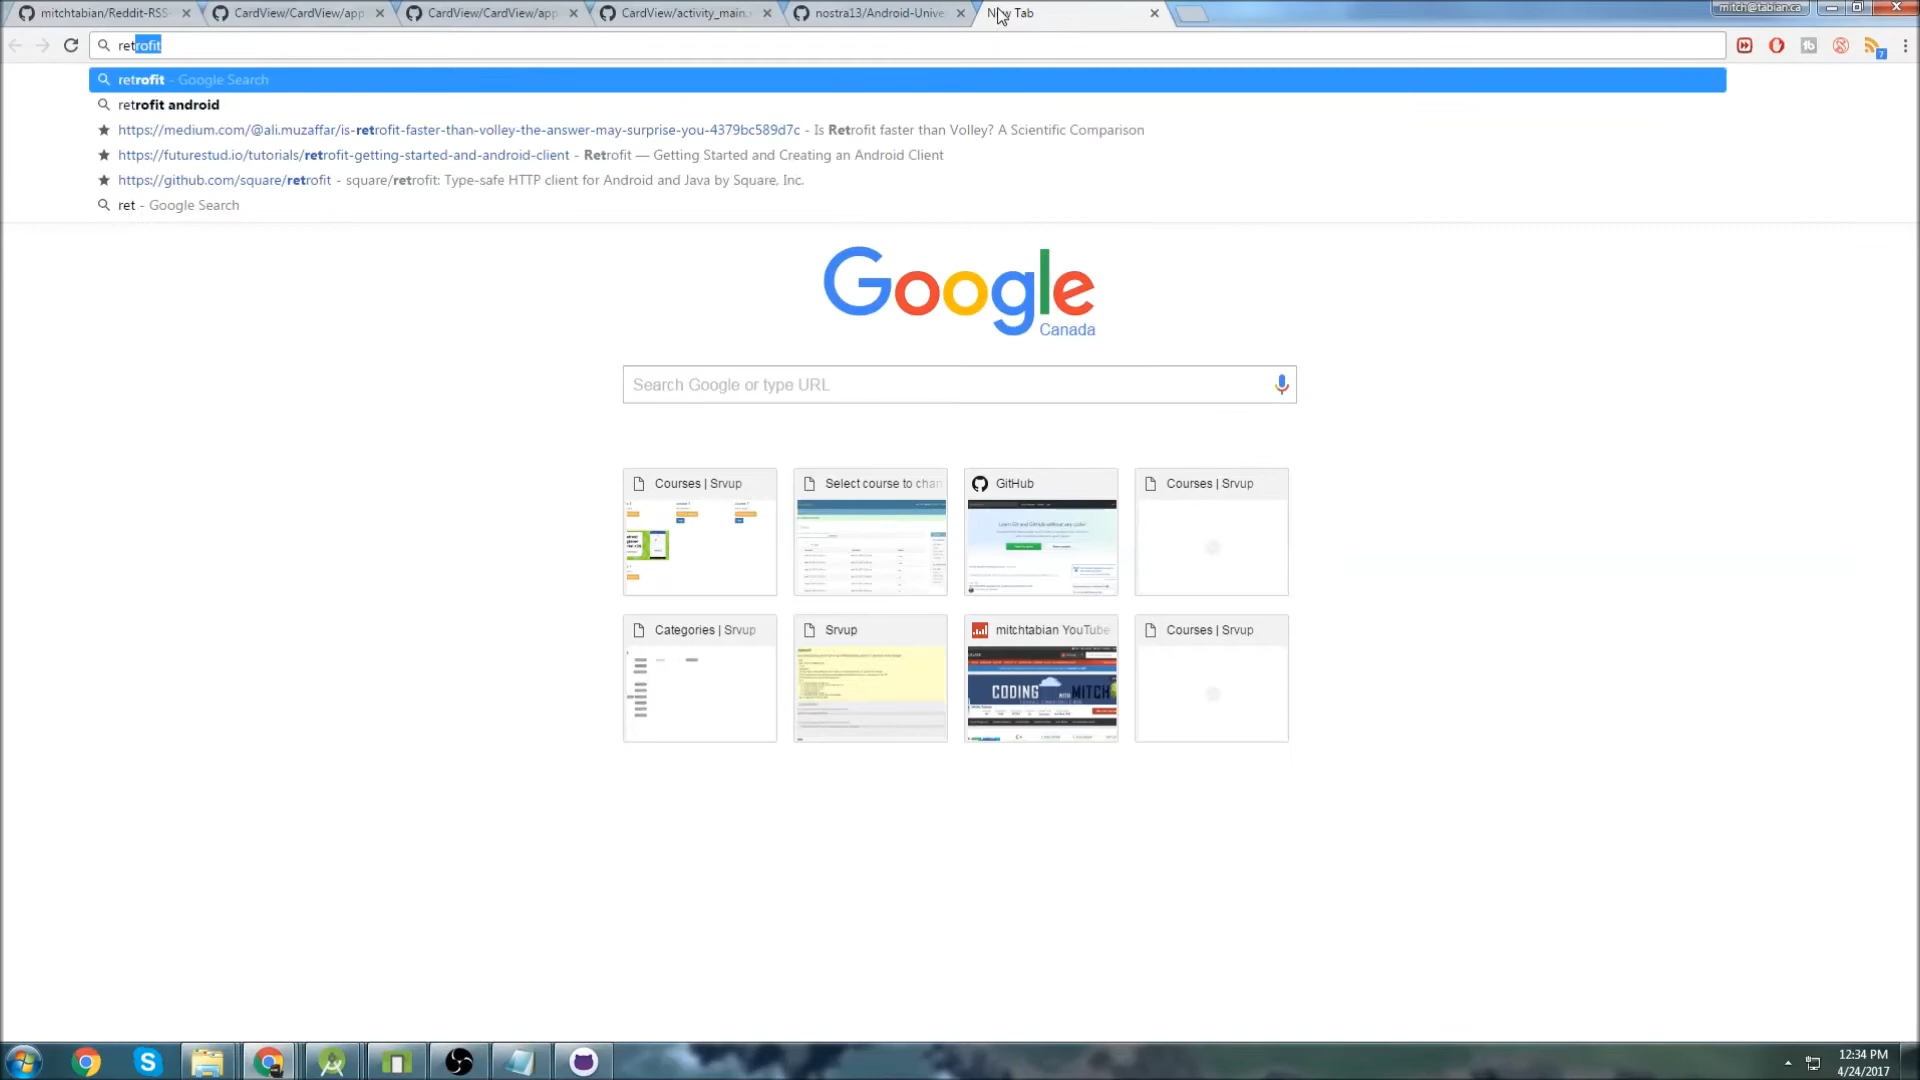 mitchtabian/Reddit-RSS
CardView/CardView/app
CardView/CardView/app
CardView/activity_main.
nostra13/Android-Unive
New Tab
mitch@tabian.ca
retrofit
retrofit - Google Search
retrofit android
https://medium.com/@ali.muzaffar/is-retrofit-faster-than-volley-the-answer-may-surprise-you-4379bc589d7c - Is Retrofit faster than Volley? A Scientific Comparison
https://futurestud.io/tutorials/retrofit-getting-started-and-android-client - Retrofit — Getting Started and Creating an Android Client
https://github.com/square/retrofit - square/retrofit: Type-safe HTTP client for Android and Java by Square, Inc.
ret - Google Search
Google
Canada
Search Google or type URL
Courses | Srvup
Select course to chan
GitHub
Courses | Srvup
Categories | Srvup
Srvup
mitchtabian YouTube
Courses | Srvup
CODING WITH MITCH
12:34 PM
4/24/2017